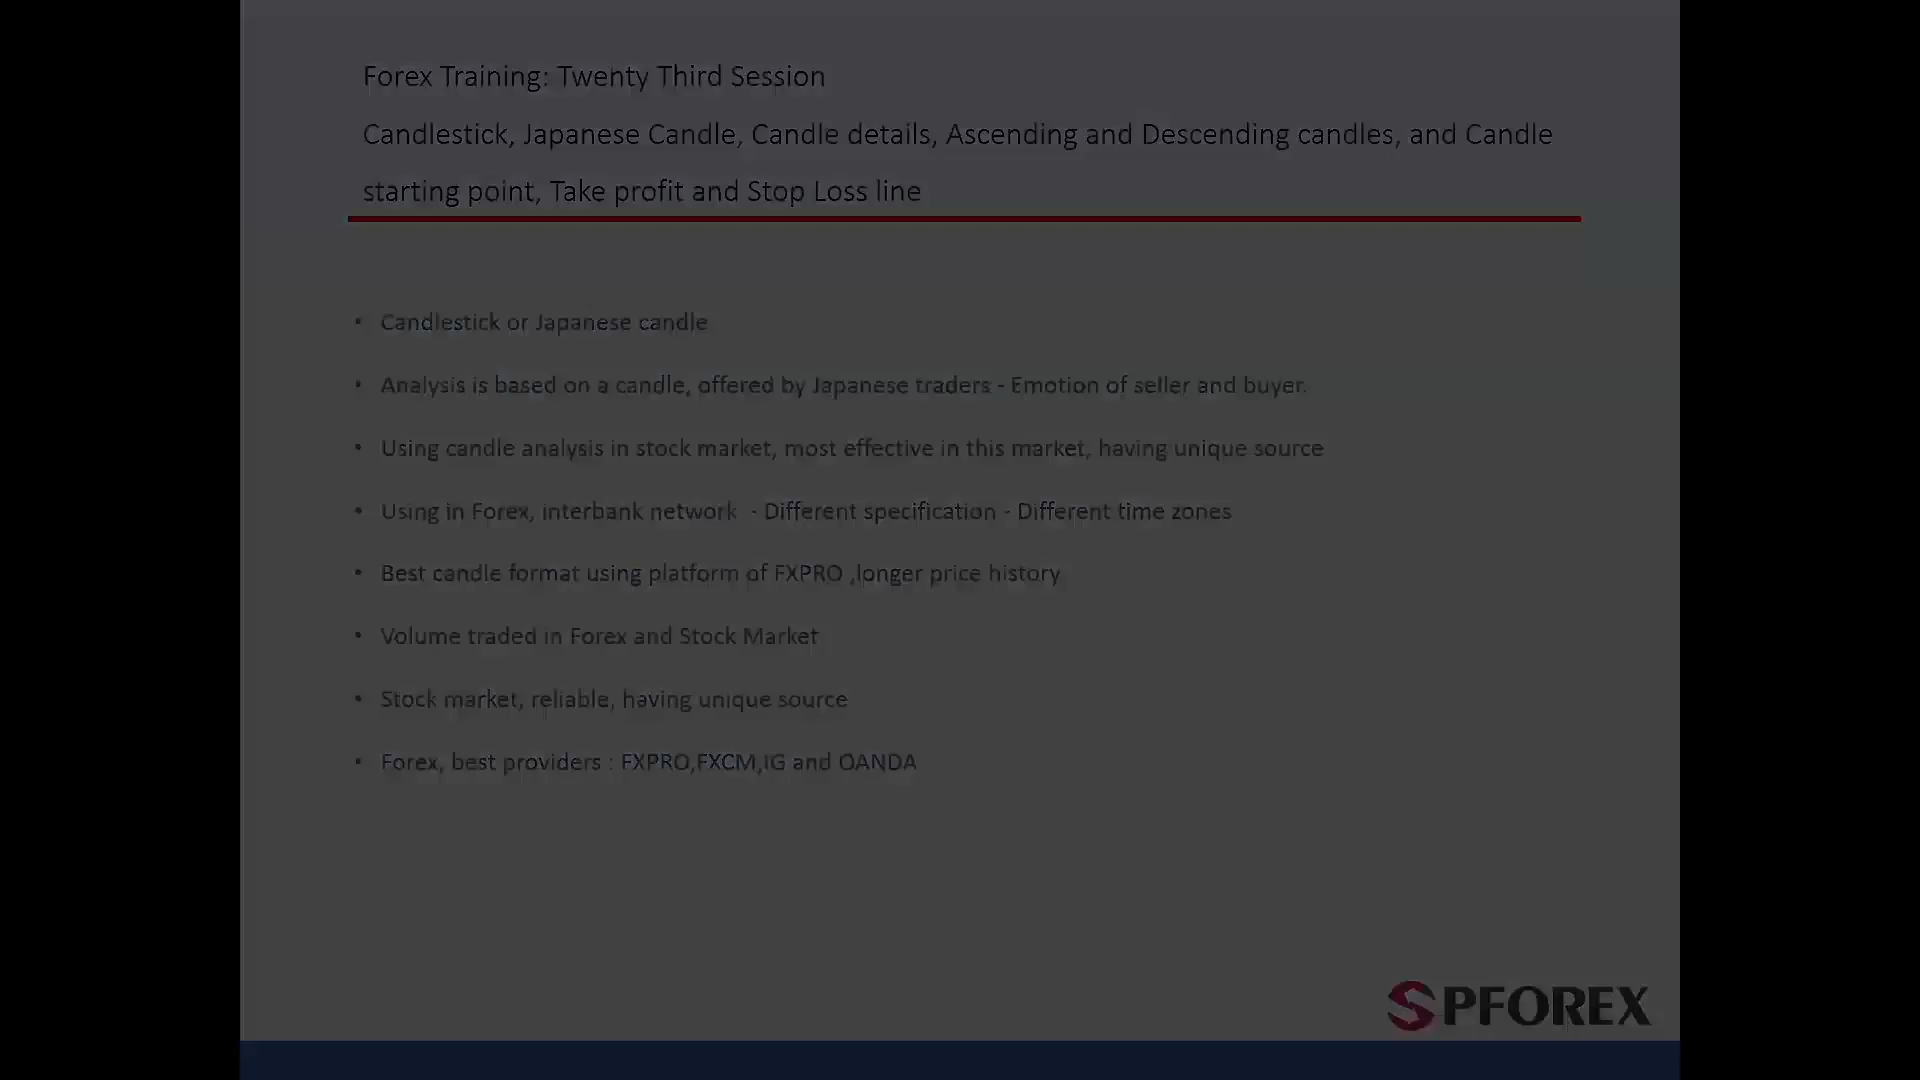 Forex Training: Twenty Third Session
Candlestick, Japanese Candle, Candle details, Ascending and Descending candles, and Candle
starting point, Take profit and Stop Loss line
• Candlestick or Japanese candle
• Analysis is based on a candle, offered by Japanese traders - Emotion of seller and buyer.
• Using candle analysis in stock market, most effective in this market, having unique source
• Using in Forex, interbank network  - Different specification - Different time zones
• Best candle format using platform of FXPRO ,longer price history
• Volume traded in Forex and Stock Market
• Stock market, reliable, having unique source
• Forex, best providers : FXPRO,FXCM,IG and OANDA
SPFOREX